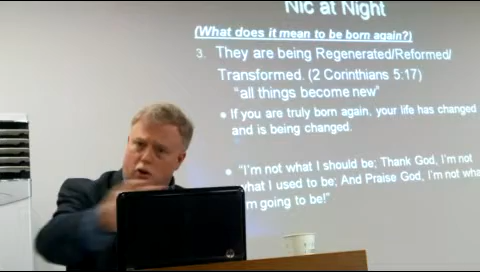 Nic at Night
(What does it mean to be born again?)
3. They are being Regenerated/Reformed/
Transformed. (2 Corinthians 5:17)
"all things become new"
● If you are truly born again, your life has changed
and is being changed.
● "I'm not what I should be; Thank God, I'm not
what I used to be; And Praise God, I'm not what
I'm going to be!"
hp